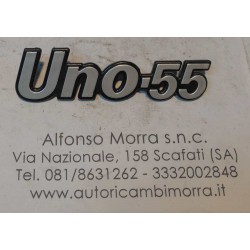 Uno-55
Alfonso Morra s.n.c.
Via Nazionale, 158 Scafati (SA)
Tel. 081/8631262 - 3332002848
www.autoricambimorra.it